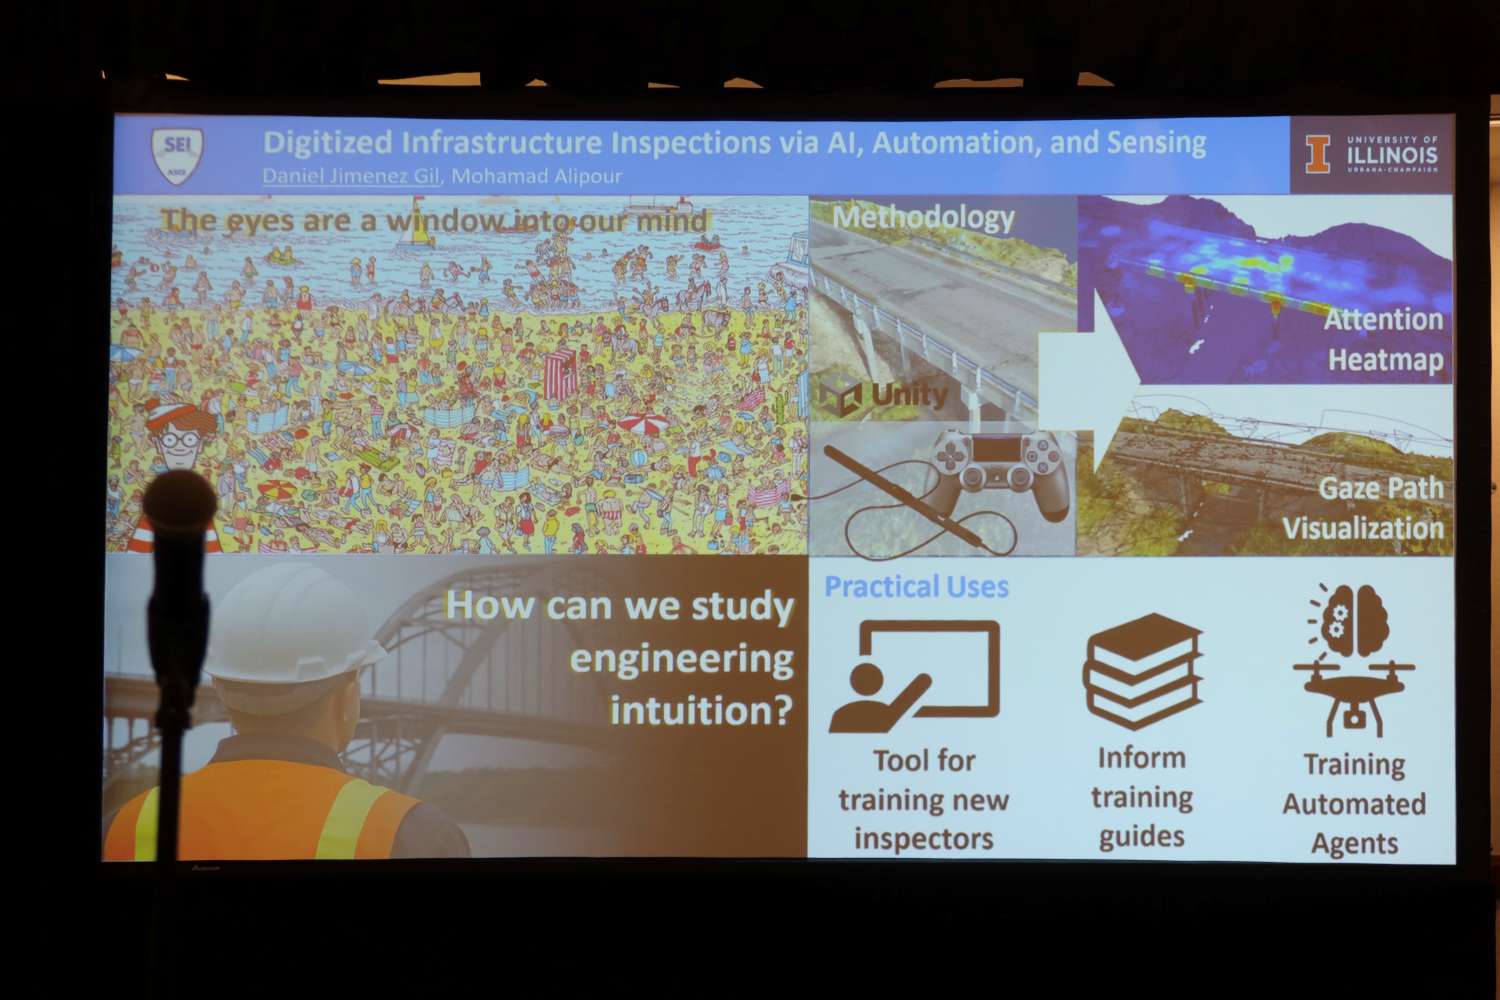 SEI
ASCE
Digitized Infrastructure Inspections via AI, Automation, and Sensing
Daniel Jimenez Gil, Mohamad Alipour
UNIVERSITY OF
ILLINOIS
URBANA-CHAMPAIGN
The eyes are a window into our mind
Methodology
Unity
Attention
Heatmap
Gaze Path
Visualization
How can we study
engineering
intuition?
Practical Uses
Tool for
training new
inspectors
Inform
training
guides
Training
Automated
Agents